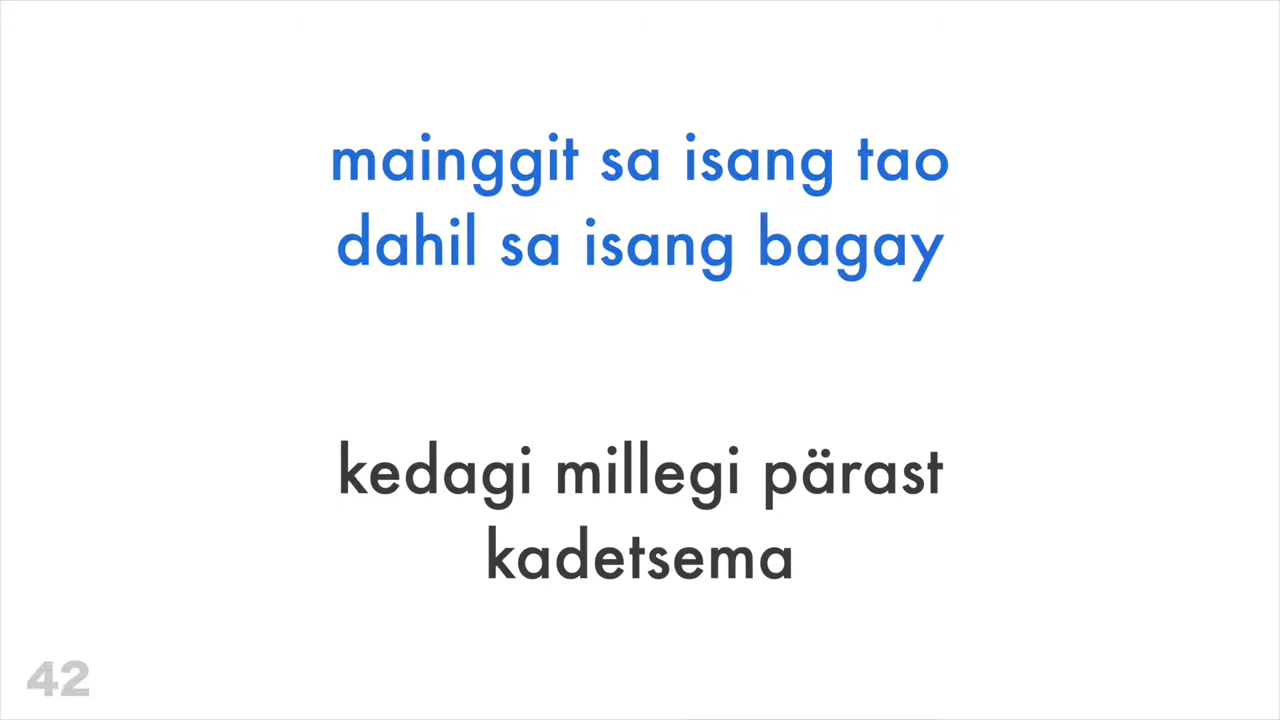 mainggit sa isang tao
dahil sa isang bagay
kedagi millegi pärast
kadetsema
42